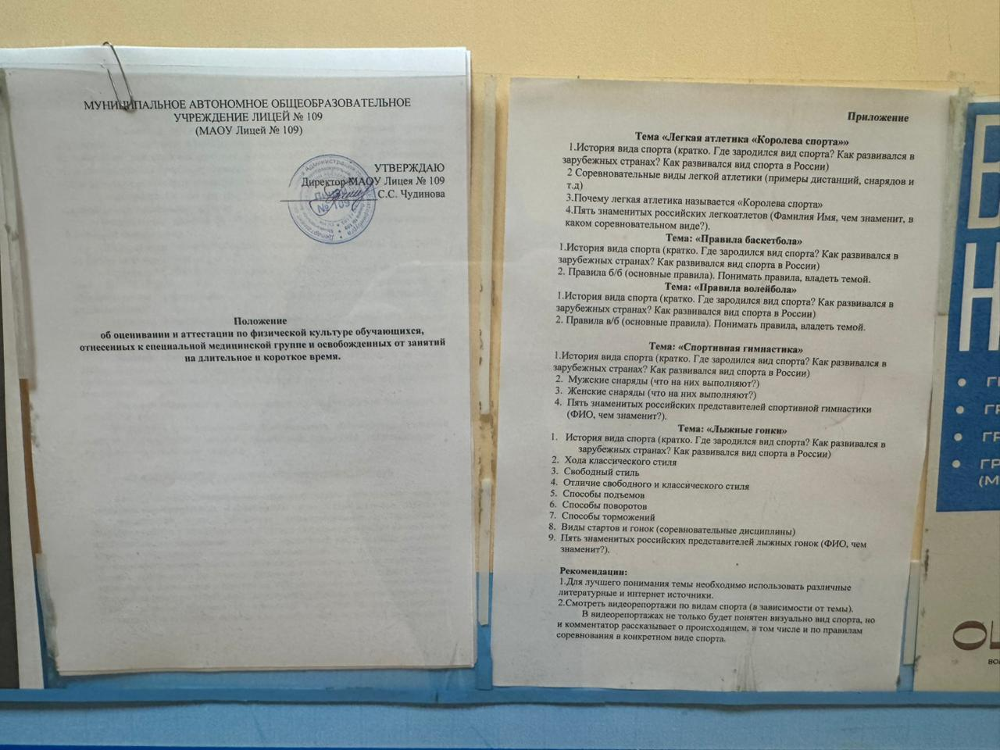 МУНИЦИПАЛЬНОЕ АВТОНОМНОЕ ОБЩЕОБРАЗОВАТЕЛЬНОЕ
УЧРЕЖДЕНИЕ ЛИЦЕЙ № 109
(МАОУ Лицей № 109)
УТВЕРЖДАЮ
Директор МАОУ Лицея № 109
С.С. Чудинова
№ 109
Положение
об оценивании и аттестации по физической культуре обучающихся,
отнесенных к специальной медицинской группе и освобожденных от занятий
на длительное и короткое время.
Приложение
Тема «Легкая атлетика «Королева спорта»»
1.История вида спорта (кратко. Где зародился вид спорта? Как развивался в
зарубежных странах? Как развивался вид спорта в России)
2 Соревновательные виды легкой атлетики (примеры дистанций, снарядов и
т.д)
3.Почему легкая атлетика называется «Королева спорта»
4.Пять знаменитых российских легкоатлетов (Фамилия Имя, чем знаменит, в
каком соревновательном виде?).
Тема: «Правила баскетбола»
1.История вида спорта (кратко. Где зародился вид спорта? Как развивался в
зарубежных странах? Как развивался вид спорта в России)
2. Правила б/б (основные правила). Понимать правила, владеть темой.
Тема: «Правила волейбола»
1.История вида спорта (кратко. Где зародился вид спорта? Как развивался в
зарубежных странах? Как развивался вид спорта в России)
2. Правила в/б (основные правила). Понимать правила, владеть темой.
Тема: «Спортивная гимнастика»
1.История вида спорта (кратко. Где зародился вид спорта? Как развивался в
зарубежных странах? Как развивался вид спорта в России)
2. Мужские снаряды (что на них выполняют?)
3. Женские снаряды (что на них выполняют?)
4. Пять знаменитых российских представителей спортивной гимнастики
(ФИО, чем знаменит?).
Тема: «Лыжные гонки»
1. История вида спорта (кратко. Где зародился вид спорта? Как развивался в
зарубежных странах? Как развивался вид спорта в России)
2. Хода классического стиля
3. Свободный стиль
4. Отличие свободного и классического стиля
5. Способы подъемов
6. Способы поворотов
7. Способы торможений
8. Виды стартов и гонок (соревновательные дисциплины)
9. Пять знаменитых российских представителей лыжных гонок (ФИО, чем
знаменит?).
Рекомендации:
1.Для лучшего понимания темы необходимо использовать различные
литературные и интернет источники.
2.Смотреть видеорепортажи по видам спорта (в зависимости от темы).
В видеорепортажах не только будет понятен визуально вид спорта, но
и комментатор рассказывает о происходящем, в том числе и по правилам
соревнования в конкретном виде спорта.